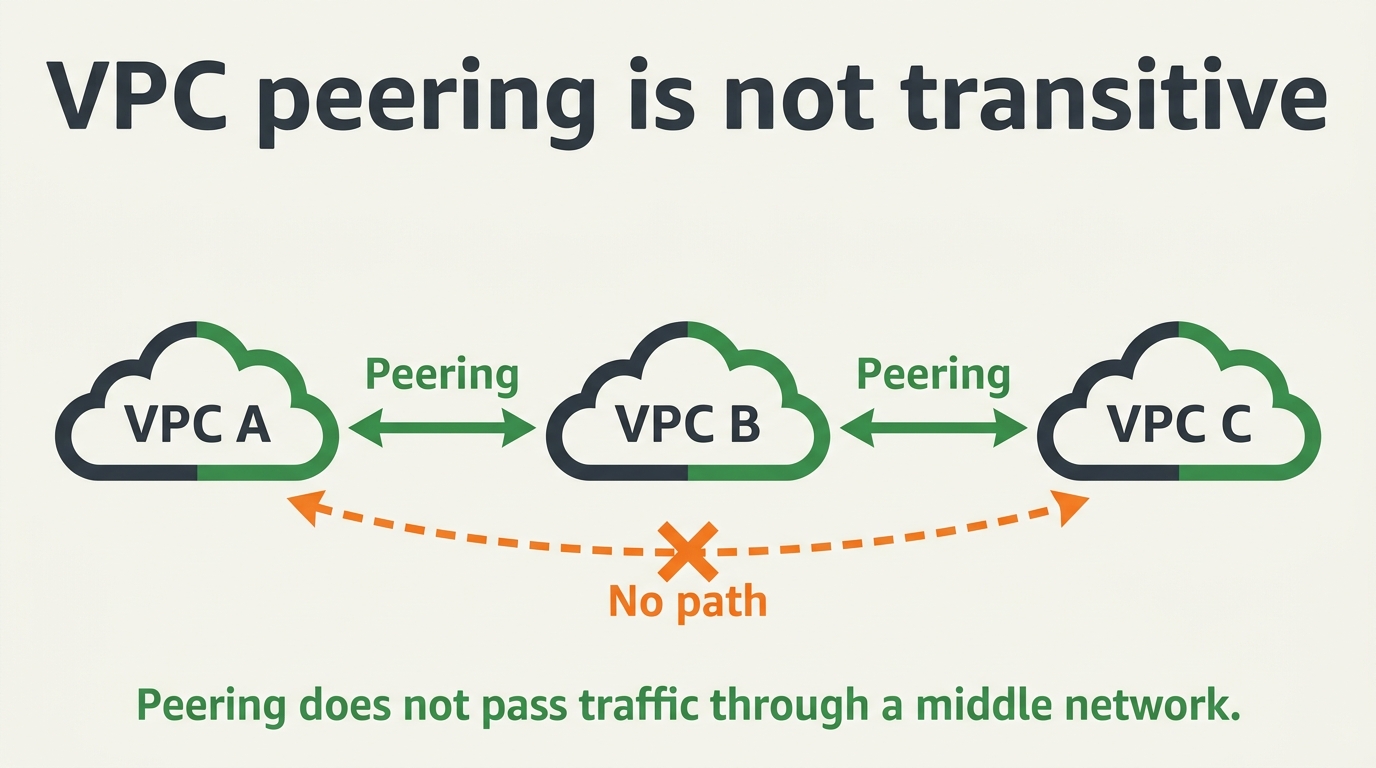 VPC peering is not transitive
Peering
Peering
VPC A
VPC B
VPC C
No path
Peering does not pass traffic through a middle network.